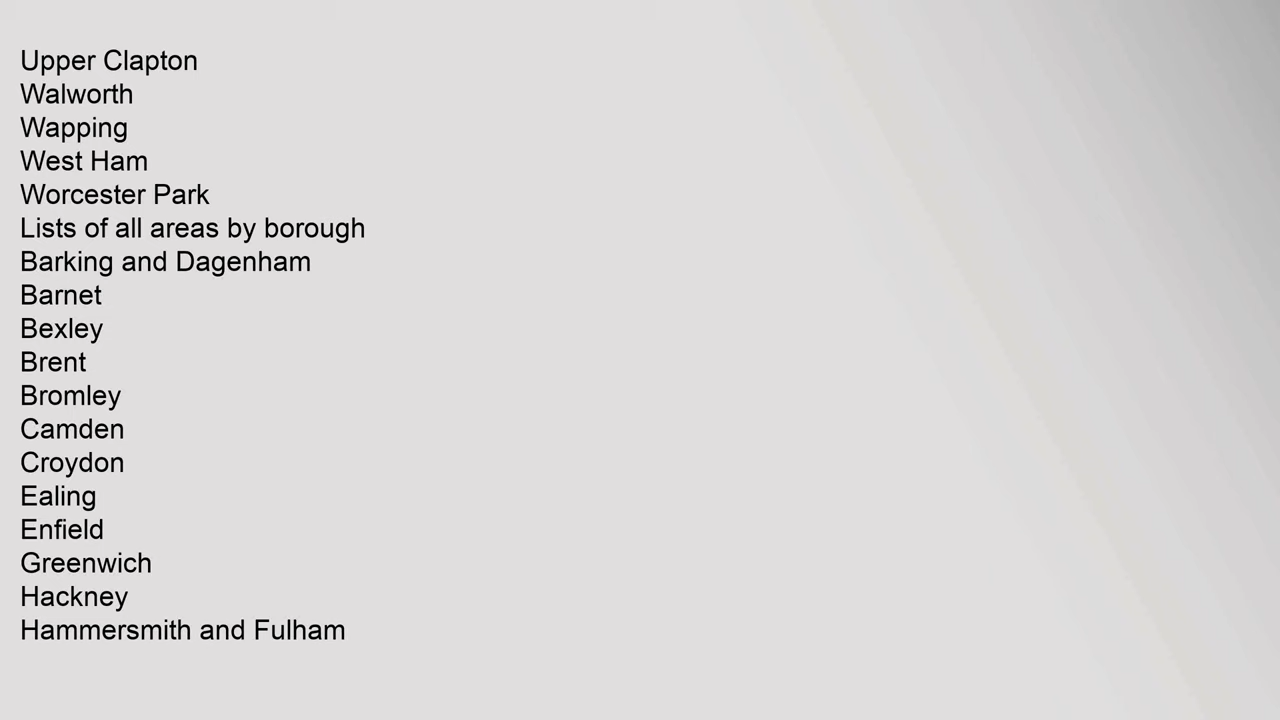 Upper Clapton
Walworth
Wapping
West Ham
Worcester Park
Lists of all areas by borough
Barking and Dagenham
Barnet
Bexley
Brent
Bromley
Camden
Croydon
Ealing
Enfield
Greenwich
Hackney
Hammersmith and Fulham